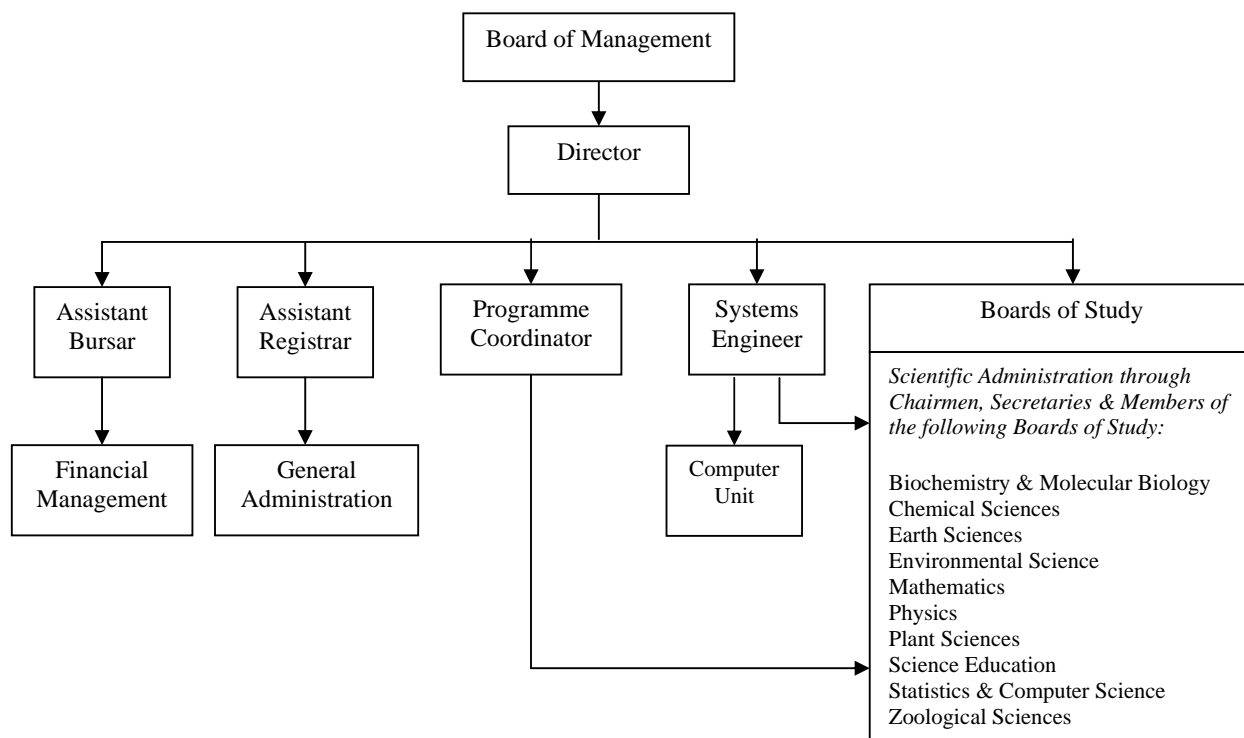 Board of Management
Director
Assistant
Bursar
Assistant
Registrar
Programme
Coordinator
Systems
Engineer
Boards of Study
Financial
Management
General
Administration
Computer
Unit
Scientific Administration through
Chairmen, Secretaries & Members of
the following Boards of Study:
Biochemistry & Molecular Biology
Chemical Sciences
Earth Sciences
Environmental Science
Mathematics
Physics
Plant Sciences
Science Education
Statistics & Computer Science
Zoological Sciences